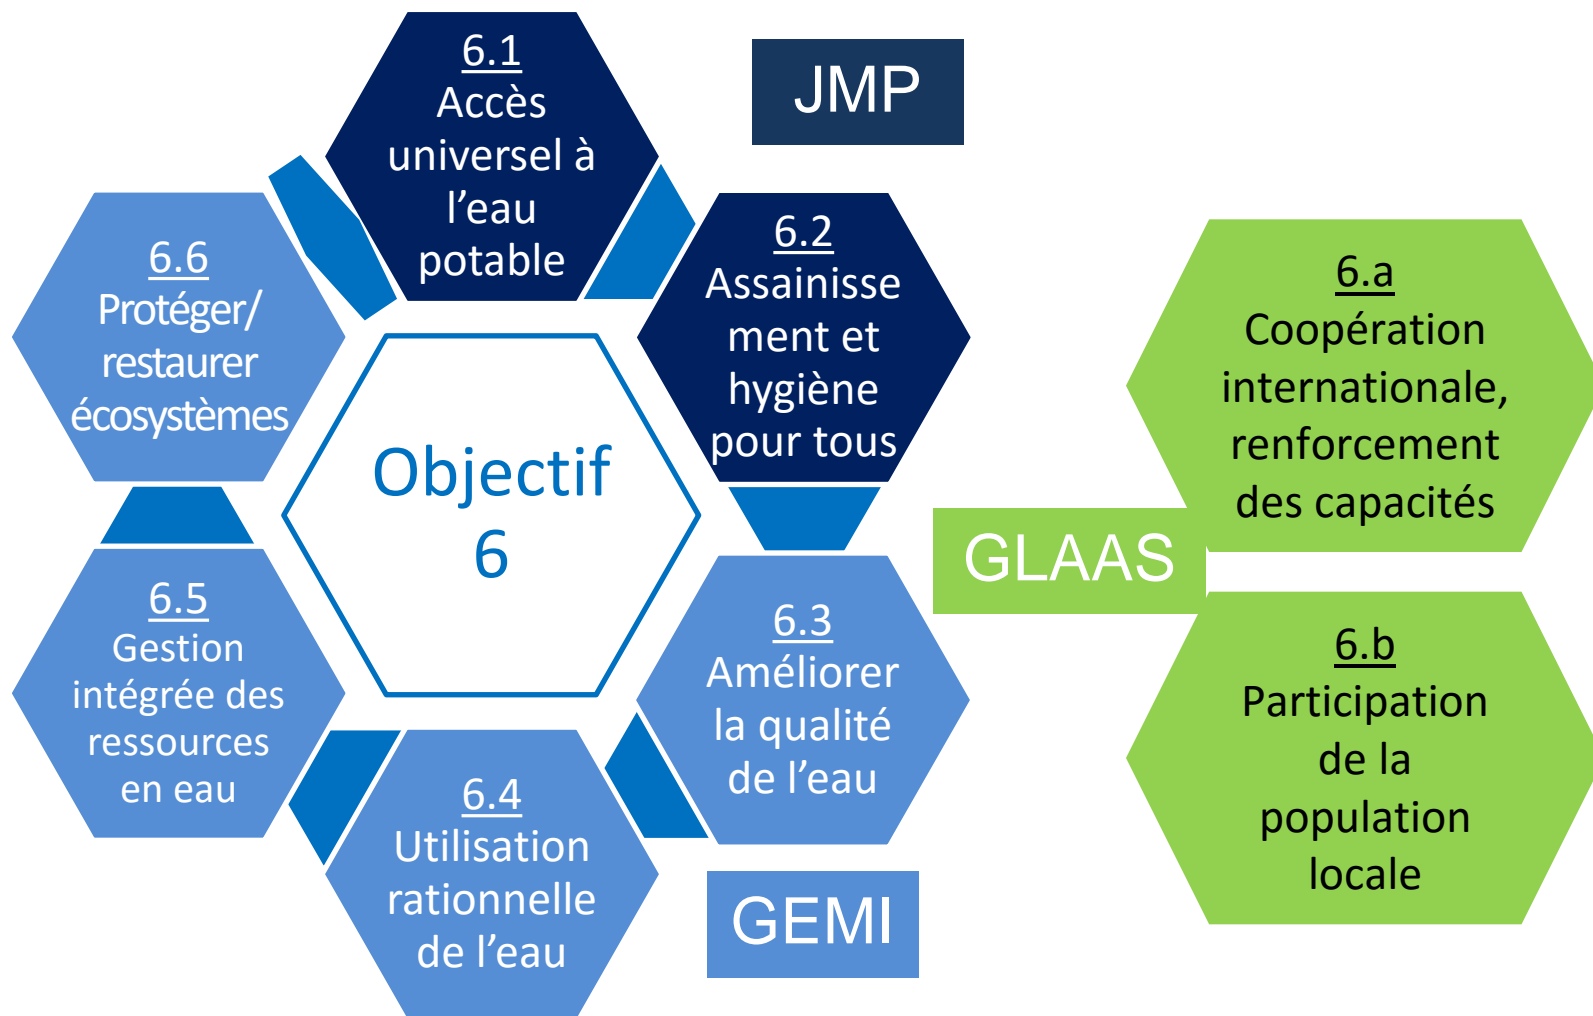 6.1
Accès
universel à
l’eau
potable
JMP
6.2
Assainisse
ment et
hygiène
pour tous
6.6
Protéger/
restaurer
écosystèmes
Objectif
6
6.a
Coopération
internationale,
renforcement
des capacités
GLAAS
6.5
Gestion
intégrée des
ressources
en eau
6.3
Améliorer
la qualité
de l’eau
6.b
Participation
de la
population
locale
6.4
Utilisation
rationnelle
de l’eau
GEMI